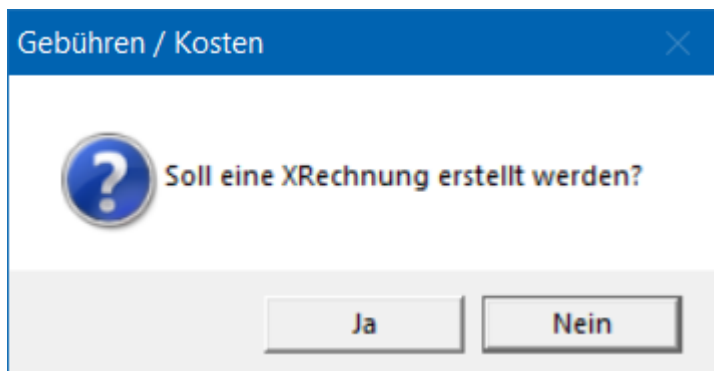 Gebühren / Kosten
Soll eine XRechnung erstellt werden?
Ja
Nein